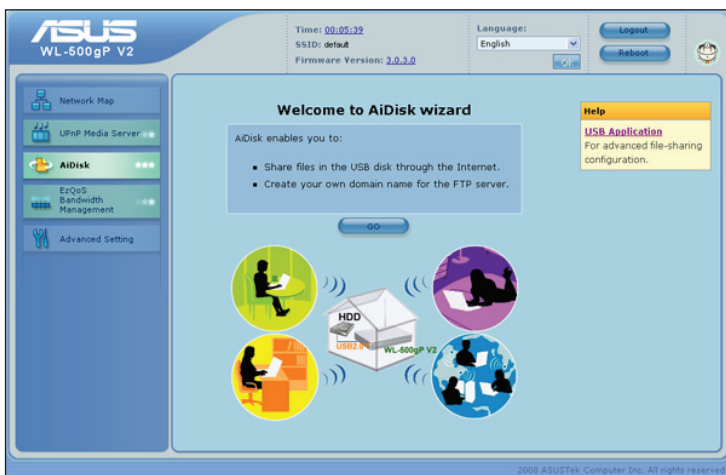 ASUS
WL-500gP V2
Time: 00:05:39
SSID: default
Firmware Version: 3.0.3.0
Language:
English
OK
Logout
Reboot
Network Map
UPnP Media Server
AiDisk
EzQoS
Bandwidth
Management
Advanced Setting
Welcome to AiDisk wizard
AiDisk enables you to:
Share files in the USB disk through the Internet.
Create your own domain name for the FTP server.
GO
HDD
USB2.0
WL-500gP V2
Help
USB Application
For advanced file-sharing
configuration.
2008 ASUSTek Computer Inc. All rights reserved